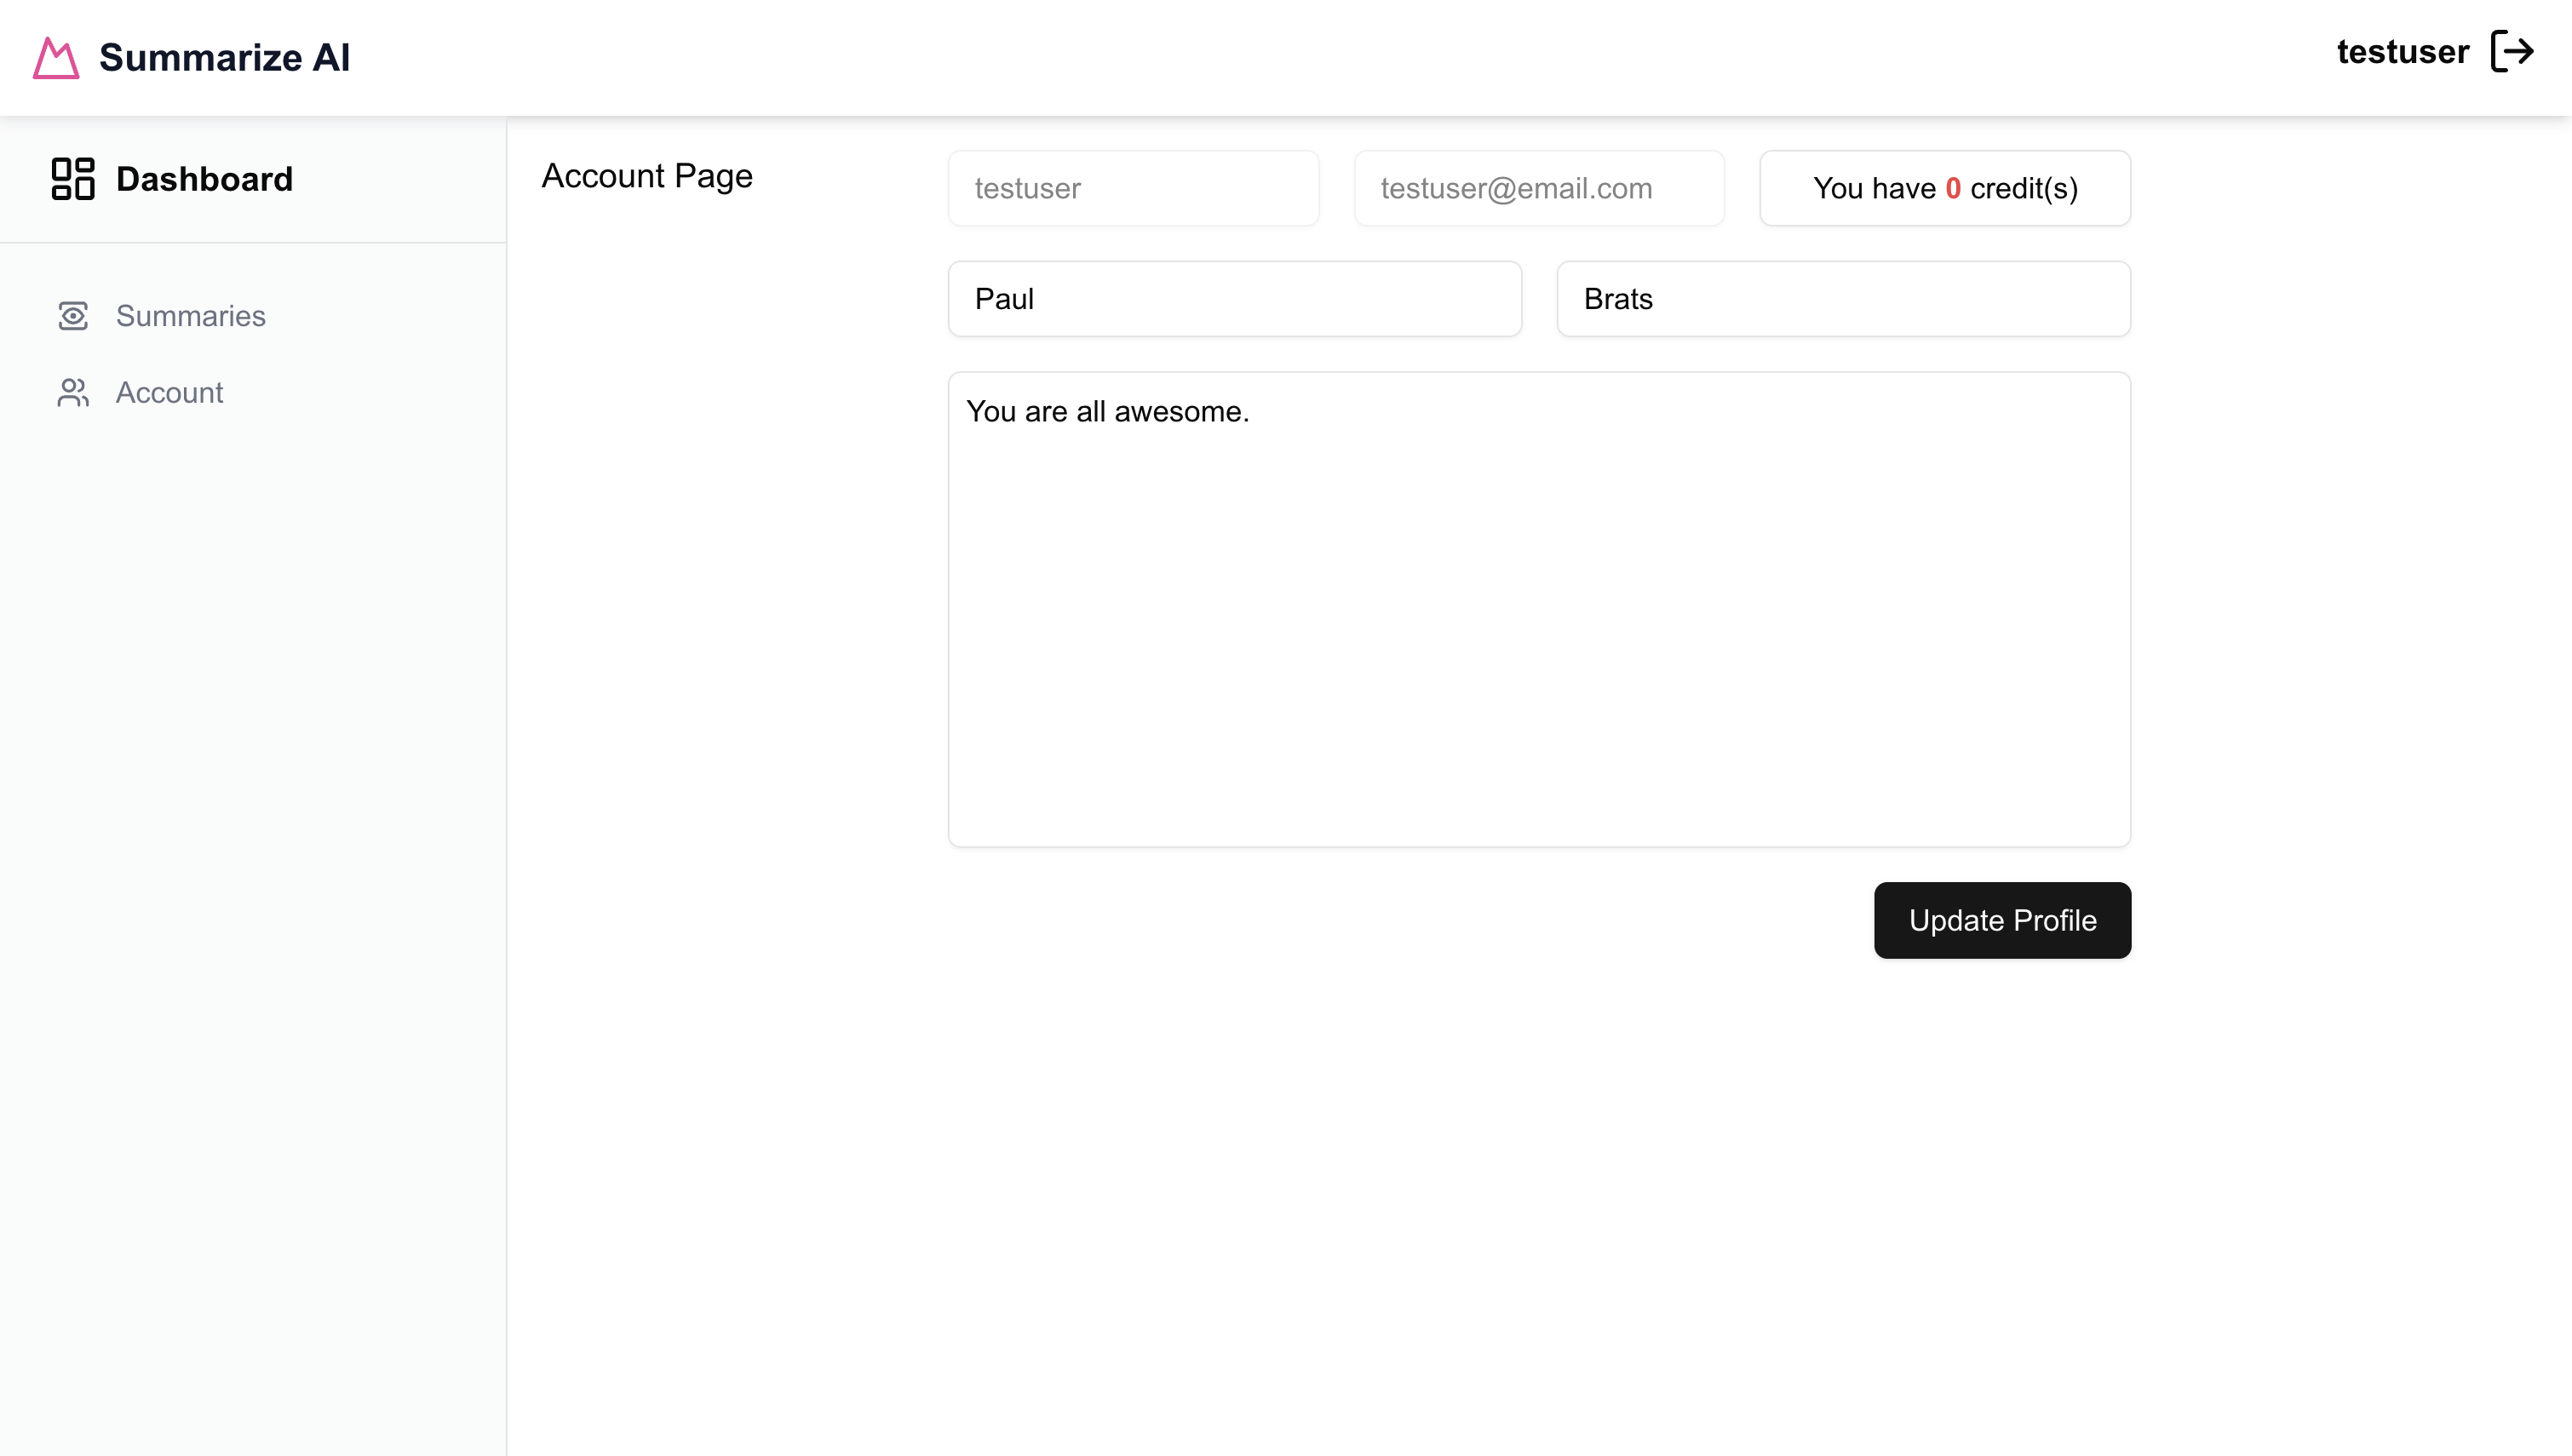 Summarize AI
testuser
Dashboard
Summaries
Account
Account Page
testuser
testuser@email.com
You have 0 credit(s)
Paul
Brats
You are all awesome.
Update Profile